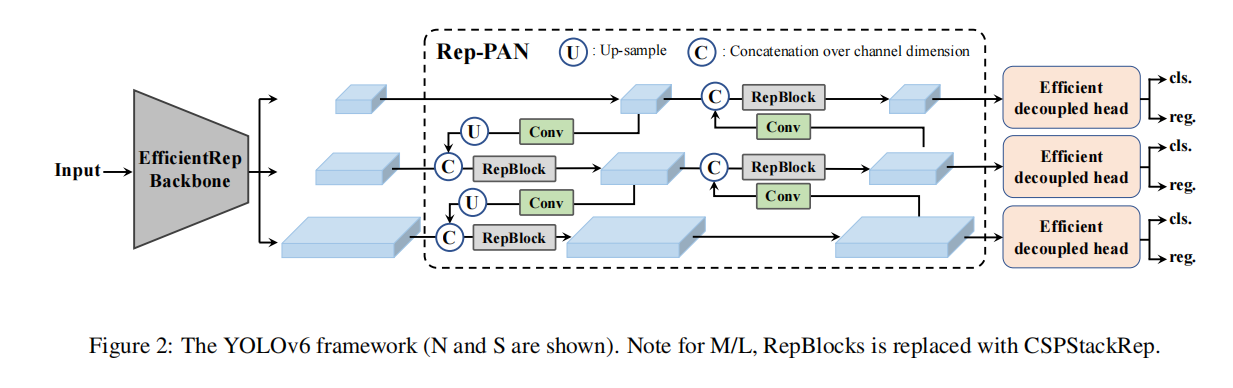 Rep-PAN
U : Up-sample
C : Concatenation over channel dimension
Input
EfficientRep
Backbone
C
RepBlock
Conv
U
Conv
C
RepBlock
C
RepBlock
Conv
U
Conv
C
RepBlock
Efficient
decoupled head
cls.
reg.
Efficient
decoupled head
cls.
reg.
Efficient
decoupled head
cls.
reg.
Figure 2: The YOLOv6 framework (N and S are shown). Note for M/L, RepBlocks is replaced with CSPStackRep.